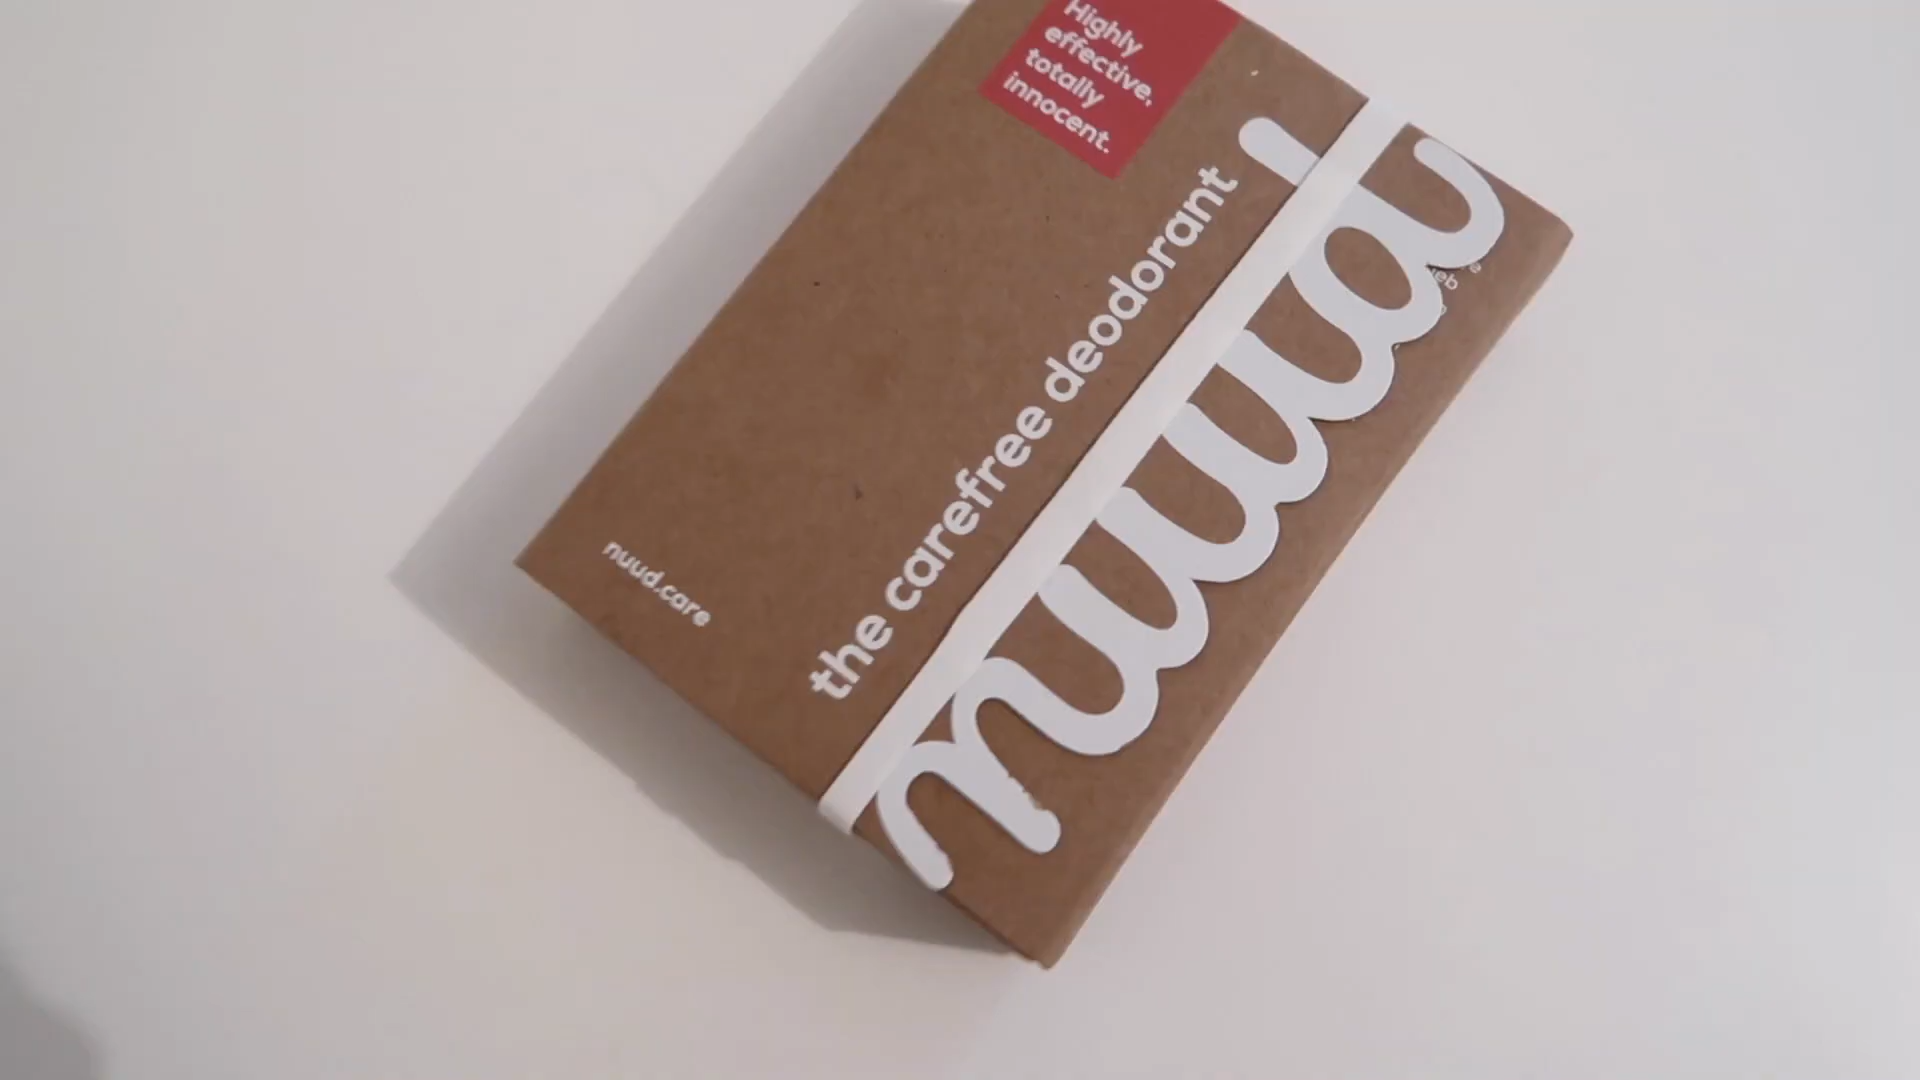 Highly
effective,
totally
innocent.
the carefree deodorant
nuud
nuud.care